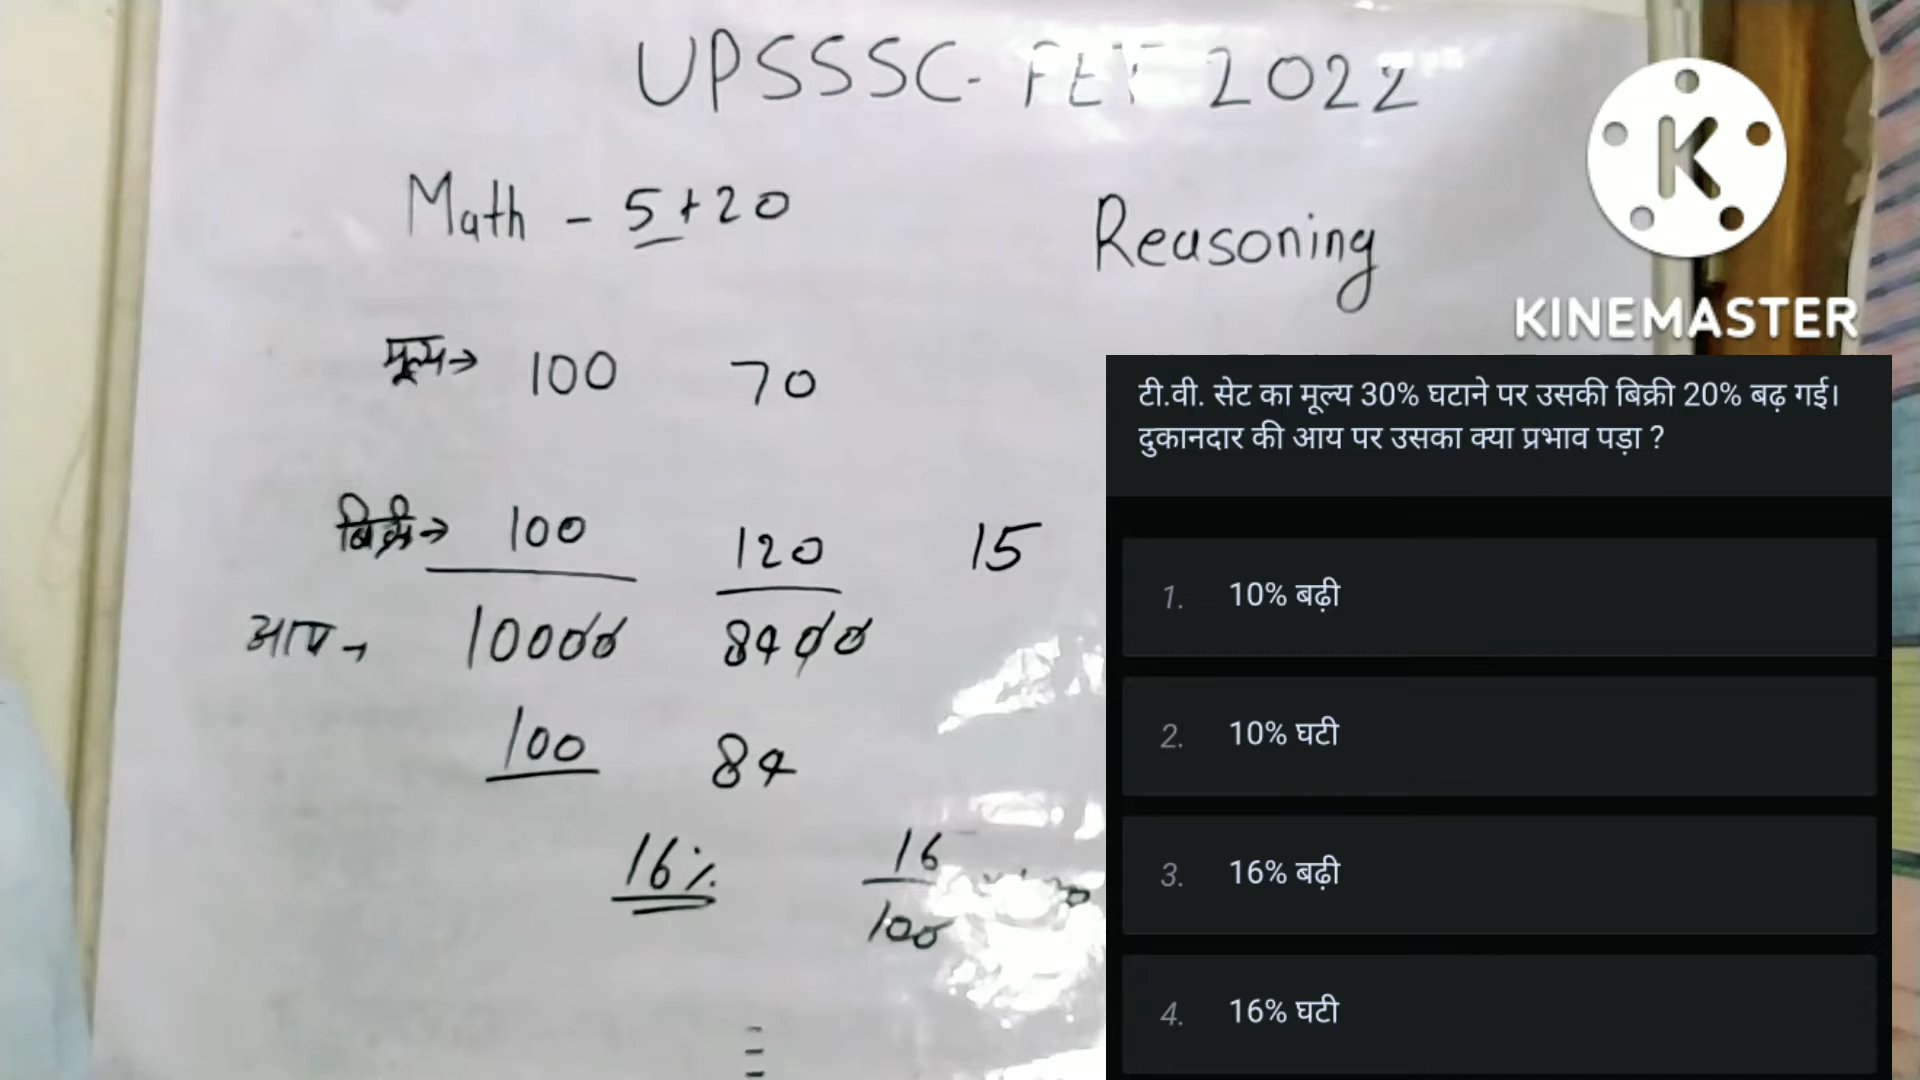 UPSSSC- PET 2022
Math - 5+20
Reasoning
KINEMASTER
मूल्य→ 100 70
बिक्री→ 100 120 15
आय→ 10000 8400
100 84
16% 16
100
टी.वी. सेट का मूल्य 30% घटाने पर उसकी बिक्री 20% बढ़ गई।
दुकानदार की आय पर उसका क्या प्रभाव पड़ा ?
1. 10% बढ़ी
2. 10% घटी
3. 16% बढ़ी
4. 16% घटी